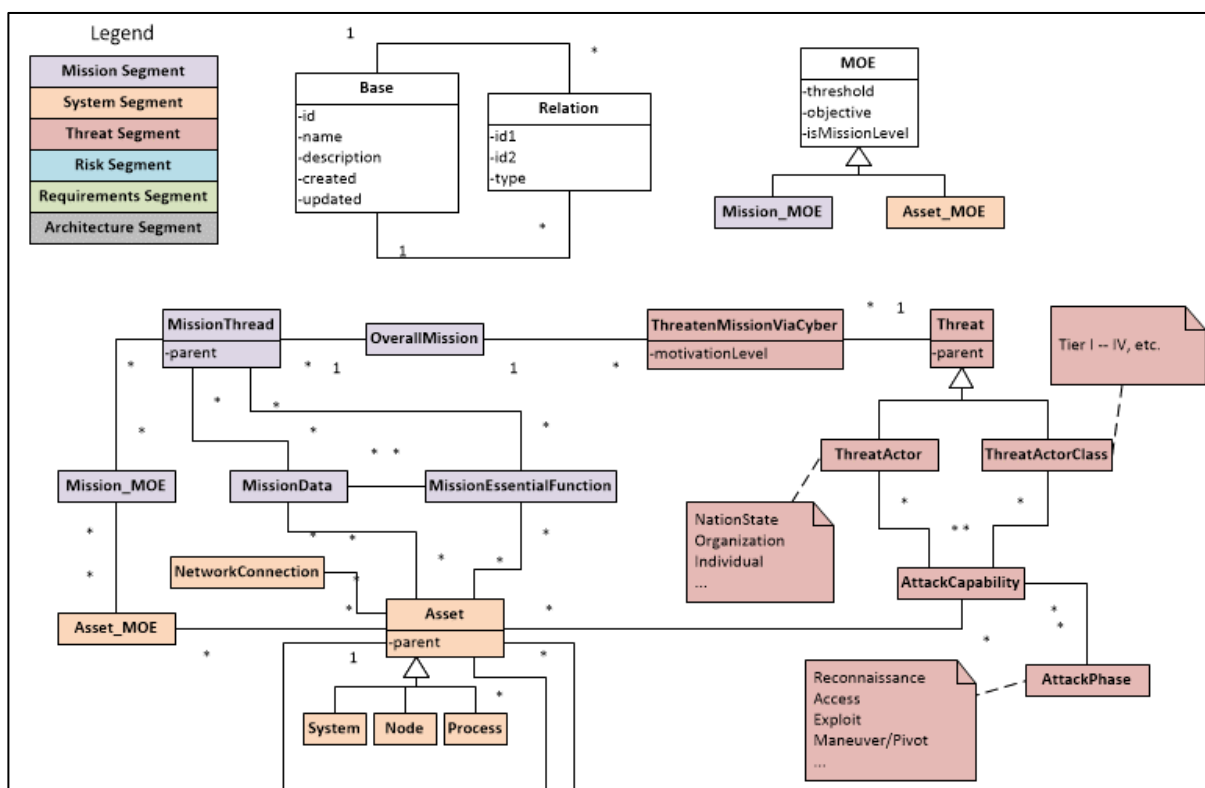 Legend
Mission Segment
System Segment
Threat Segment
Risk Segment
Requirements Segment
Architecture Segment
1
*
Base
-id
-name
-description
-created
-updated
Relation
-id1
-id2
-type
1
*
MOE
-threshold
-objective
-isMissionLevel
Mission_MOE
Asset_MOE
MissionThread
-parent
OverallMission
ThreatenMissionViaCyber
-motivationLevel
* 1
Threat
-parent
Tier I -- IV, etc.
* * 1 1 *
* *
* * *
* *
ThreatActor
ThreatActorClass
Mission_MOE
MissionData
MissionEssentialFunction
NationState
Organization
Individual
...
* *
* *
* * * *
NetworkConnection
* * *
AttackCapability
Asset_MOE
Asset
-parent
* *
* 1 * *
* *
*
System
Node
Process
*
Reconnaissance
Access
Exploit
Maneuver/Pivot
...
AttackPhase